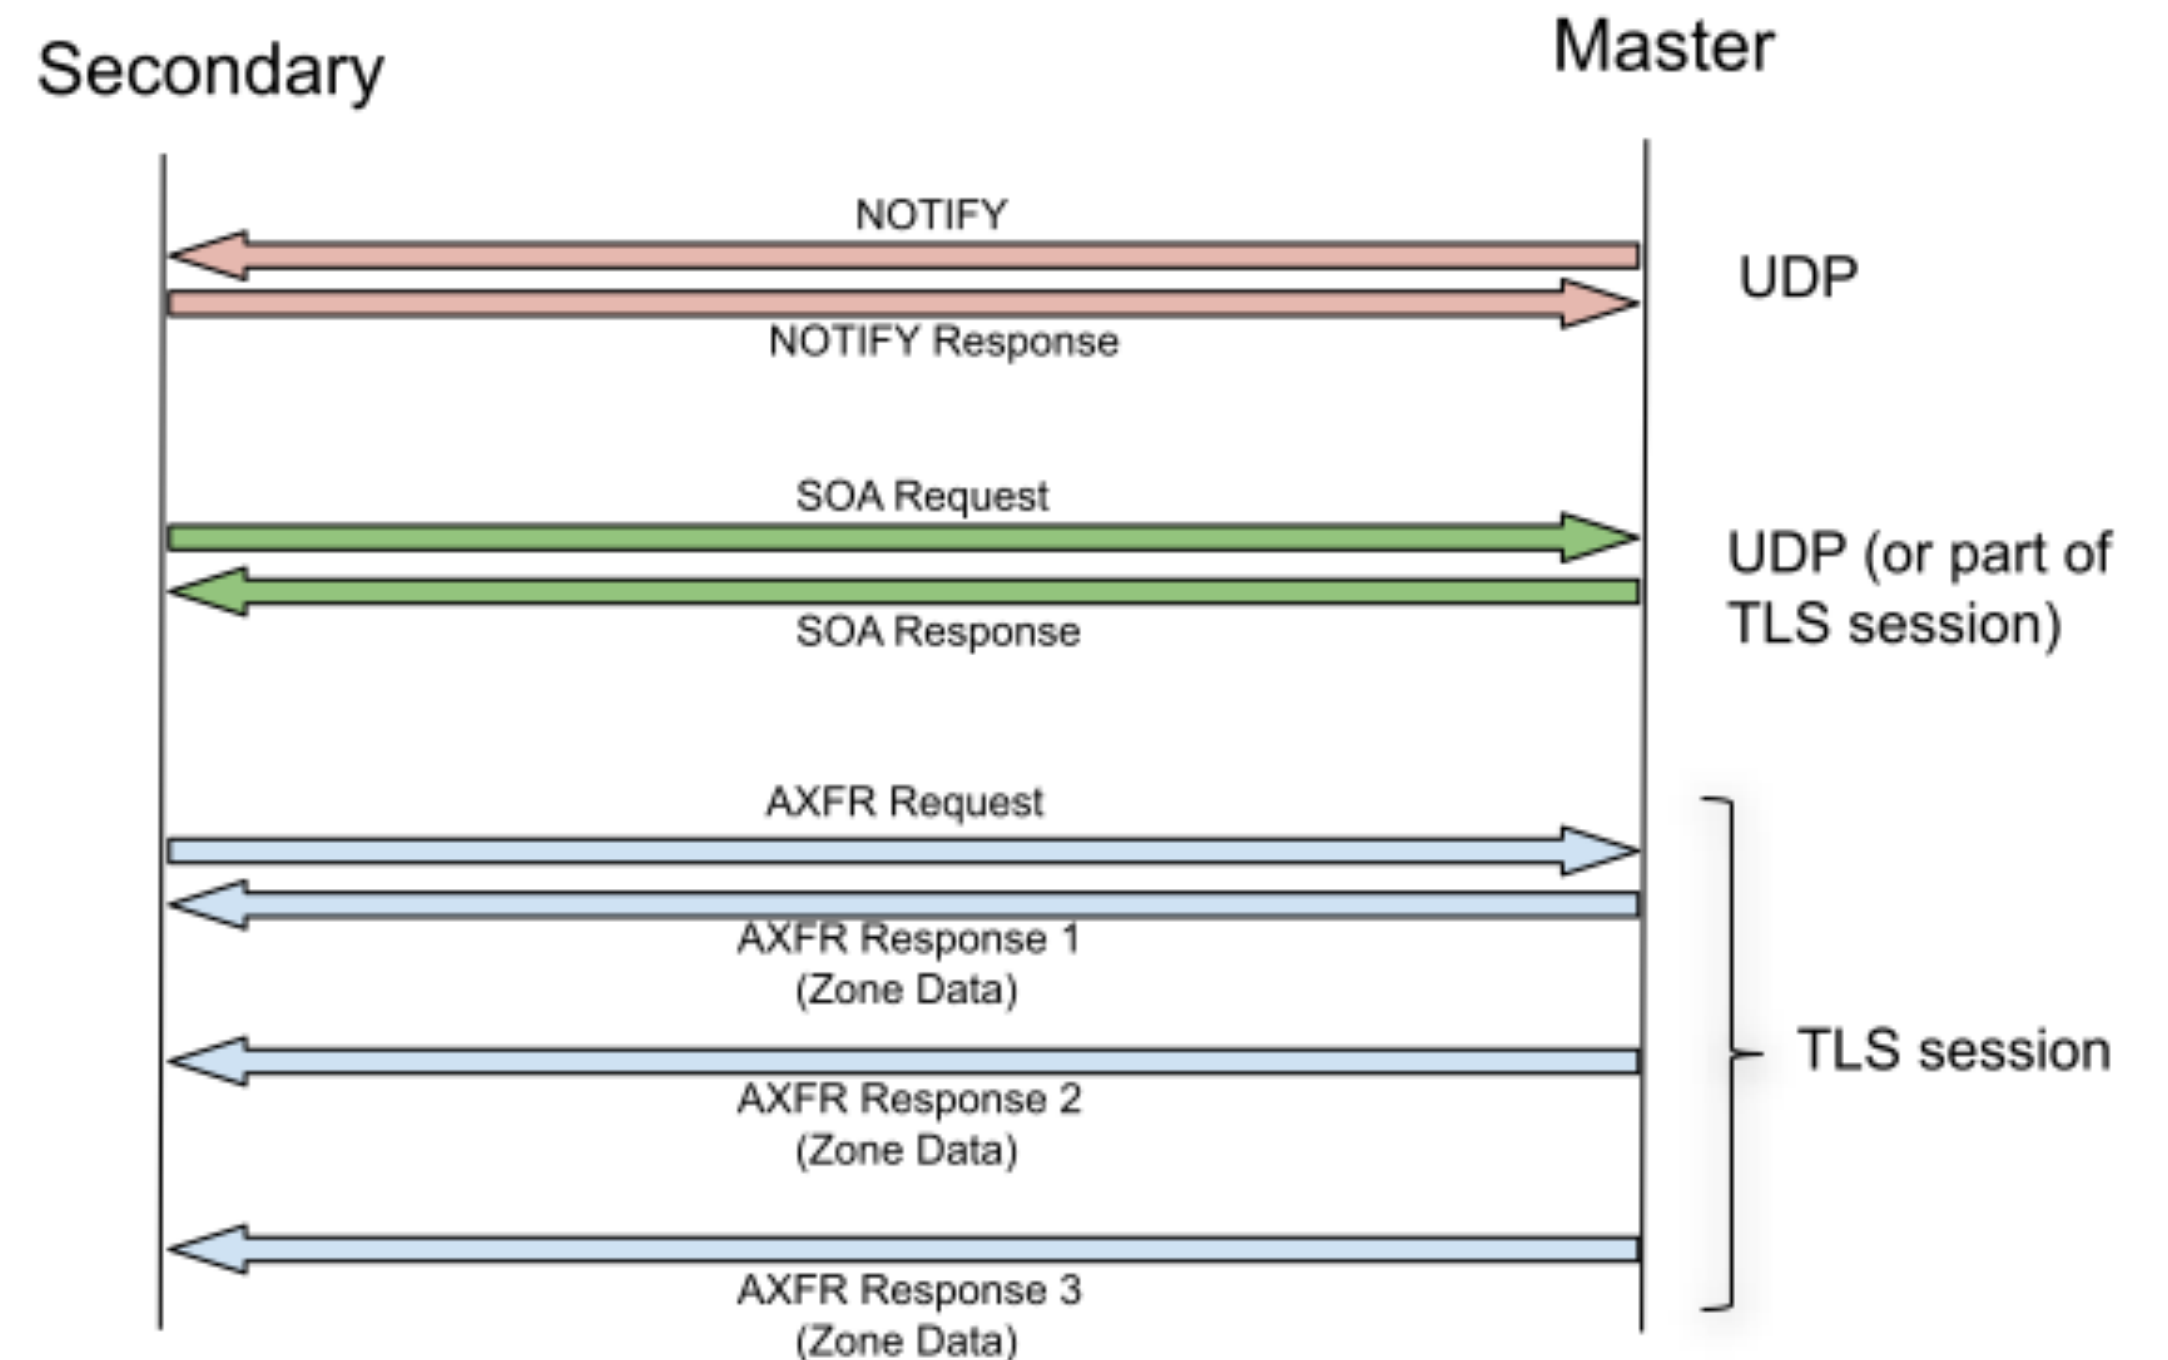 Secondary
Master
NOTIFY
UDP
NOTIFY Response
SOA Request
UDP (or part of
TLS session)
SOA Response
AXFR Request
AXFR Response 1
(Zone Data)
TLS session
AXFR Response 2
(Zone Data)
AXFR Response 3
(Zone Data)